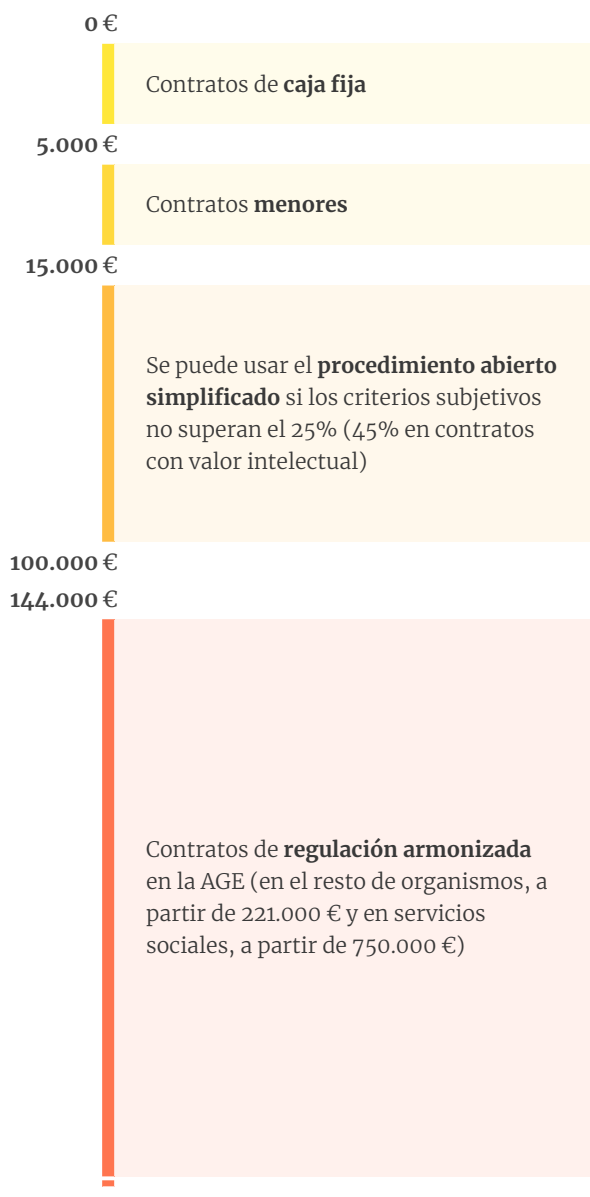 0 €
Contratos de caja fija
5.000 €
Contratos menores
15.000 €
Se puede usar el procedimiento abierto
simplificado si los criterios subjetivos
no superan el 25% (45% en contratos
con valor intelectual)
100.000 €
144.000 €
Contratos de regulación armonizada
en la AGE (en el resto de organismos, a
partir de 221.000 € y en servicios
sociales, a partir de 750.000 €)